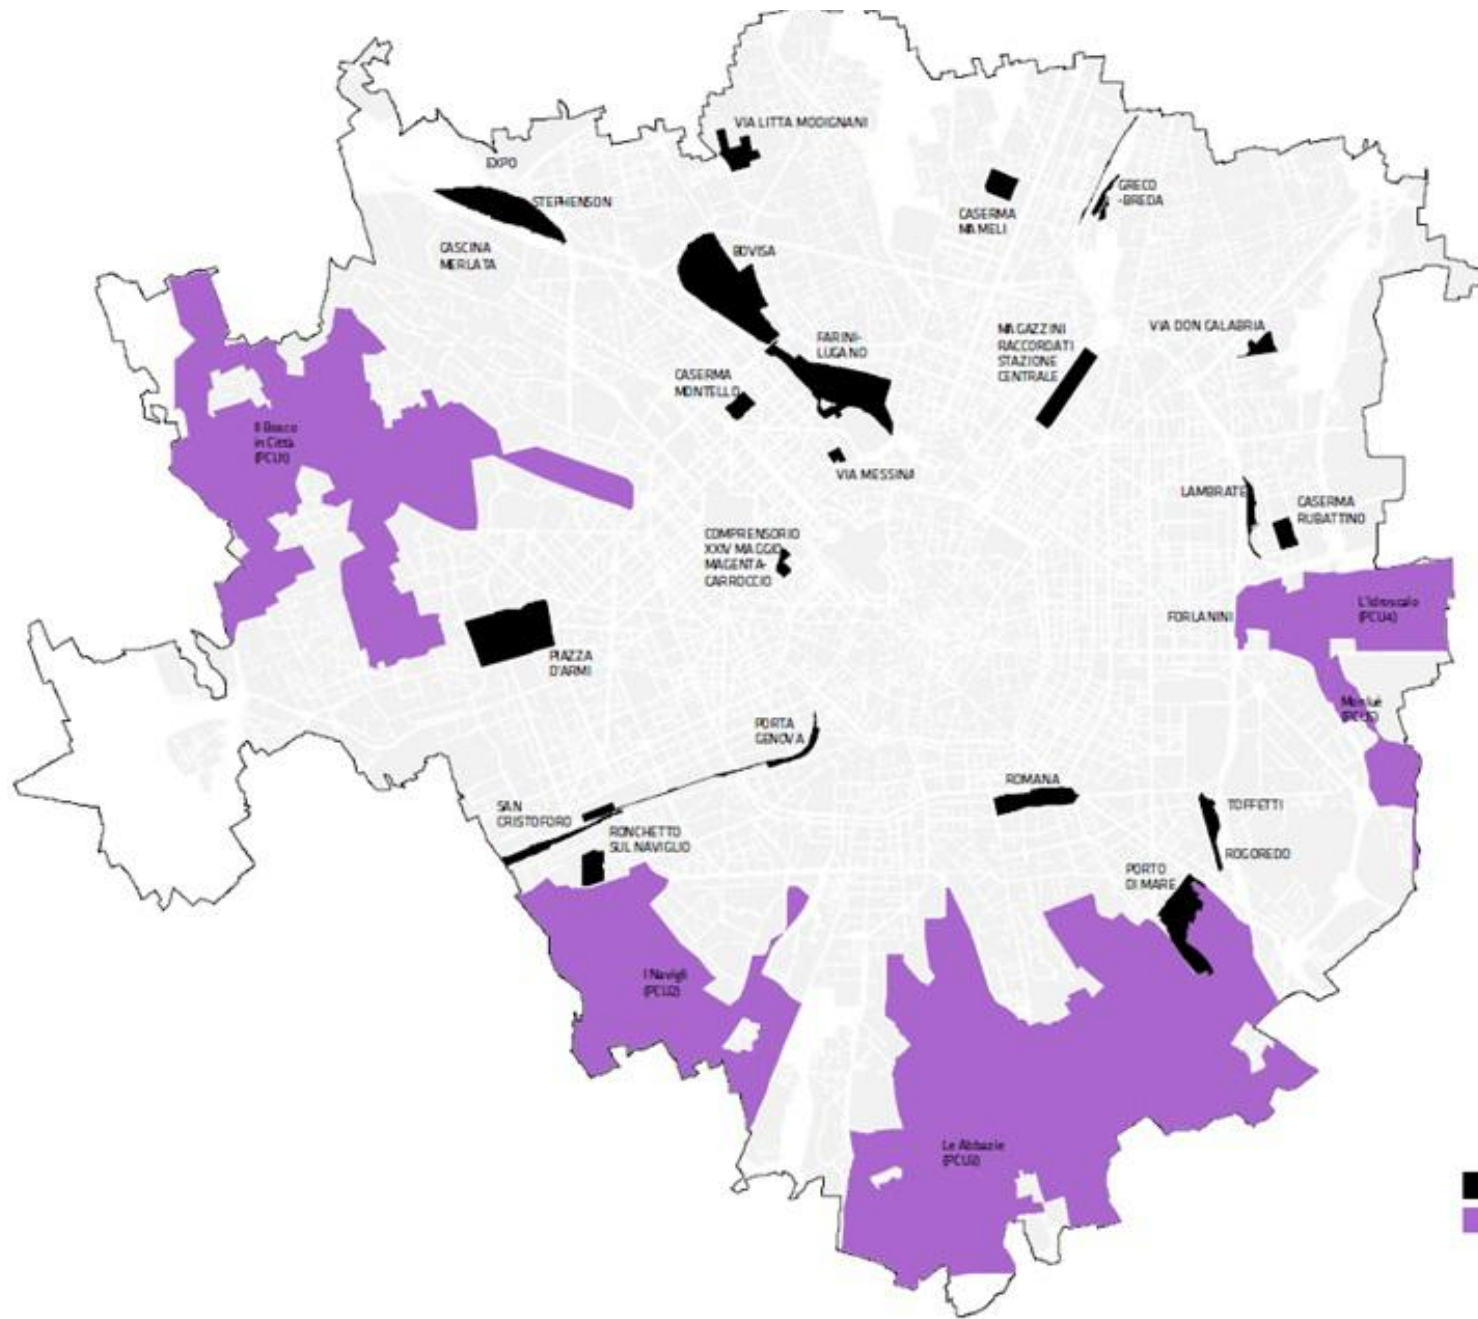 VIA LITTA MODIGNANI
EXPO
STEPHENSON
GRECO
-BREDA
CASERMA
MAMELI
CASCINA
MERLATA
BOVISA
MAGAZZINI
RACCORDATI
STAZIONE
CENTRALE
VIA DON CALABRIA
FARINI-
LUGANO
CASERMA
MONTELLO
Il Bosco
in Città
(PCU1)
VIA MESSINA
LAMBRATE
CASERMA
RUBATTINO
COMPRENSORIO
XXIV MAGGIO
MAGENTA-
CARROCCIO
L'Idroscalo
(PCU4)
FORLANINI
PIAZZA
D'ARMI
Monluè
PORTA
GENOVA
ROMANA
SAN
CRISTOFORO
TOFFETTI
RONCHETTO
SUL NAVIGLIO
ROGOREDO
PORTO
DI MARE
I Navigli
(PCU2)
Le Abbazie